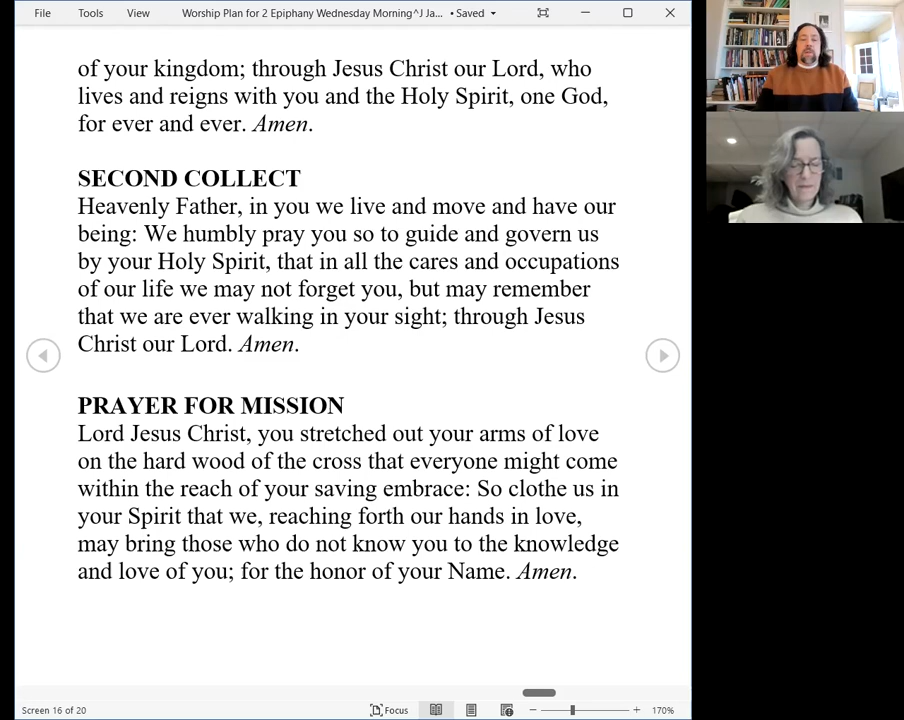 File Tools View Worship Plan for 2 Epiphany Wednesday Morning^J Ja... • Saved
of your kingdom; through Jesus Christ our Lord, who
lives and reigns with you and the Holy Spirit, one God,
for ever and ever. Amen.
SECOND COLLECT
Heavenly Father, in you we live and move and have our
being: We humbly pray you so to guide and govern us
by your Holy Spirit, that in all the cares and occupations
of our life we may not forget you, but may remember
that we are ever walking in your sight; through Jesus
Christ our Lord. Amen.
PRAYER FOR MISSION
Lord Jesus Christ, you stretched out your arms of love
on the hard wood of the cross that everyone might come
within the reach of your saving embrace: So clothe us in
your Spirit that we, reaching forth our hands in love,
may bring those who do not know you to the knowledge
and love of you; for the honor of your Name. Amen.
Screen 16 of 20 Focus 170%